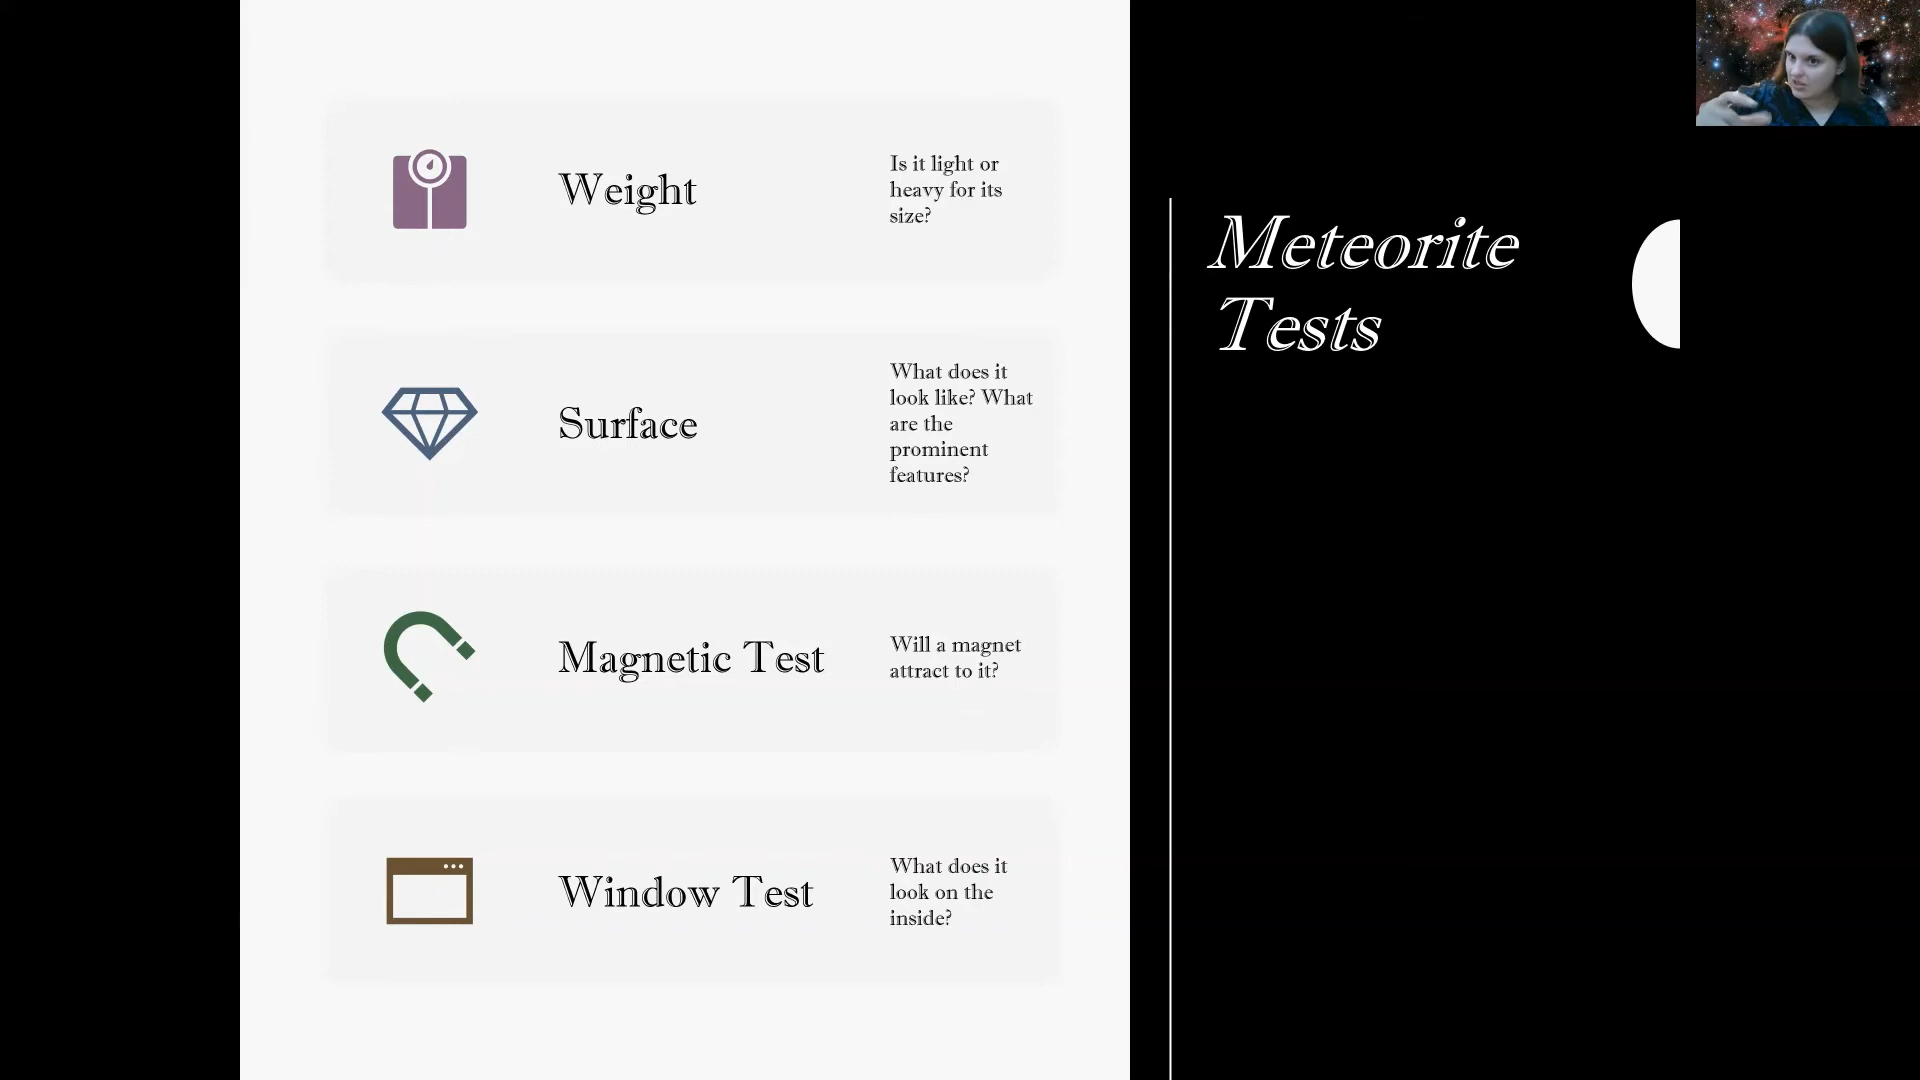 Weight
Is it light or
heavy for its
size?
Surface
What does it
look like? What
are the
prominent
features?
Magnetic Test
Will a magnet
attract to it?
Window Test
What does it
look on the
inside?
Meteorite
Tests